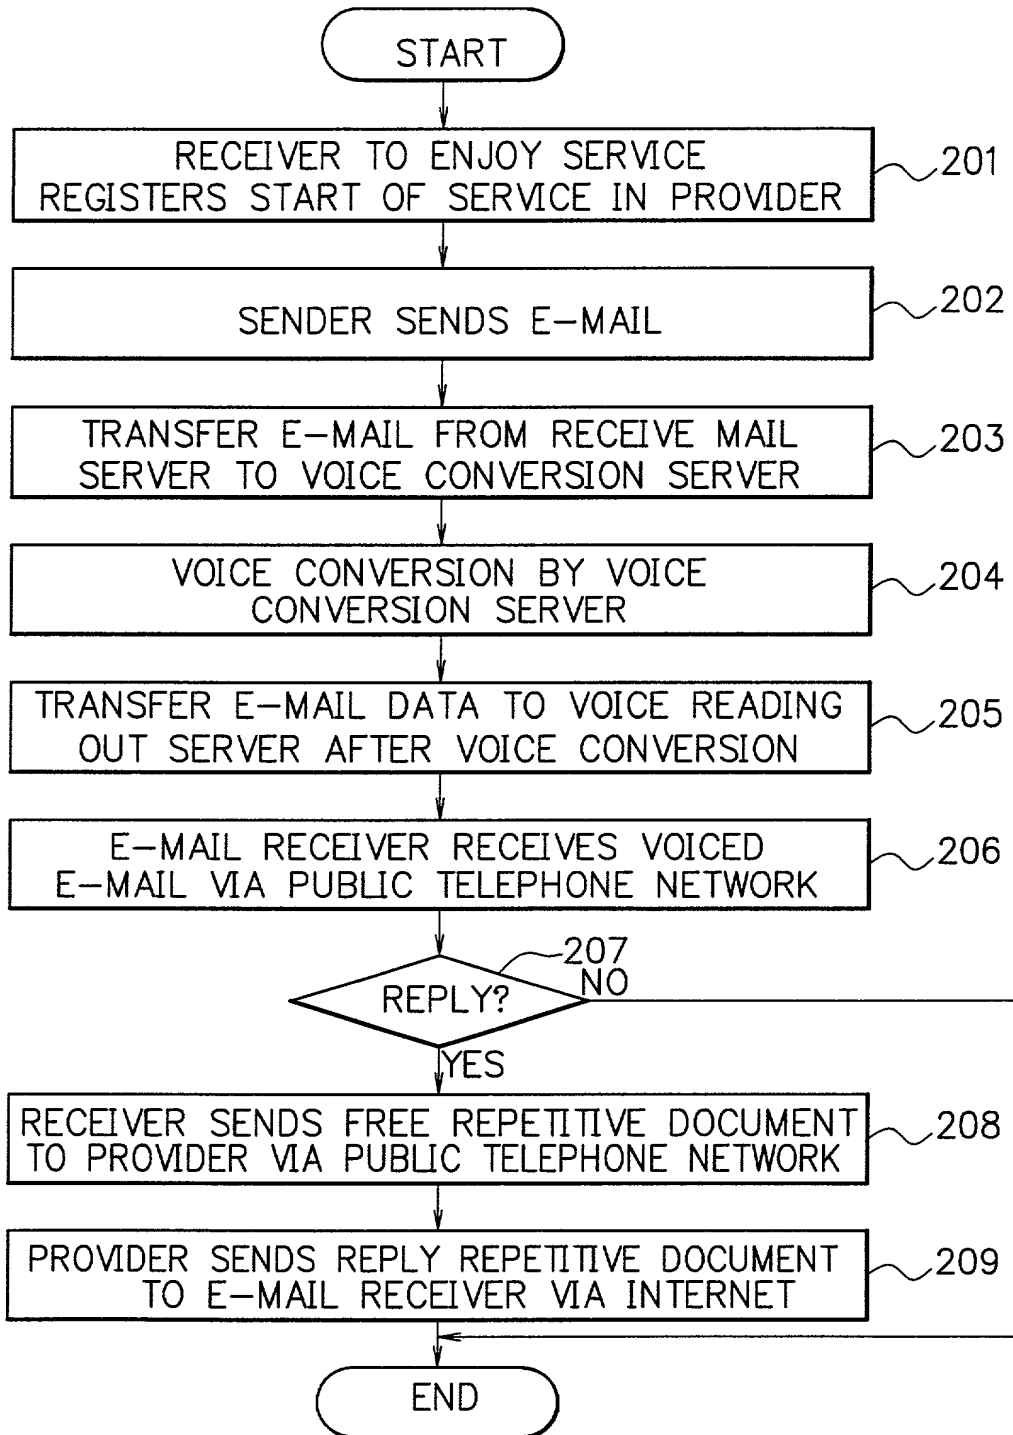 START
RECEIVER TO ENJOY SERVICE
REGISTERS START OF SERVICE IN PROVIDER
201
SENDER SENDS E-MAIL
202
TRANSFER E-MAIL FROM RECEIVE MAIL
SERVER TO VOICE CONVERSION SERVER
203
VOICE CONVERSION BY VOICE
CONVERSION SERVER
204
TRANSFER E-MAIL DATA TO VOICE READING
OUT SERVER AFTER VOICE CONVERSION
205
E-MAIL RECEIVER RECEIVES VOICED
E-MAIL VIA PUBLIC TELEPHONE NETWORK
206
207
REPLY?
NO
YES
RECEIVER SENDS FREE REPETITIVE DOCUMENT
TO PROVIDER VIA PUBLIC TELEPHONE NETWORK
208
PROVIDER SENDS REPLY REPETITIVE DOCUMENT
TO E-MAIL RECEIVER VIA INTERNET
209
END